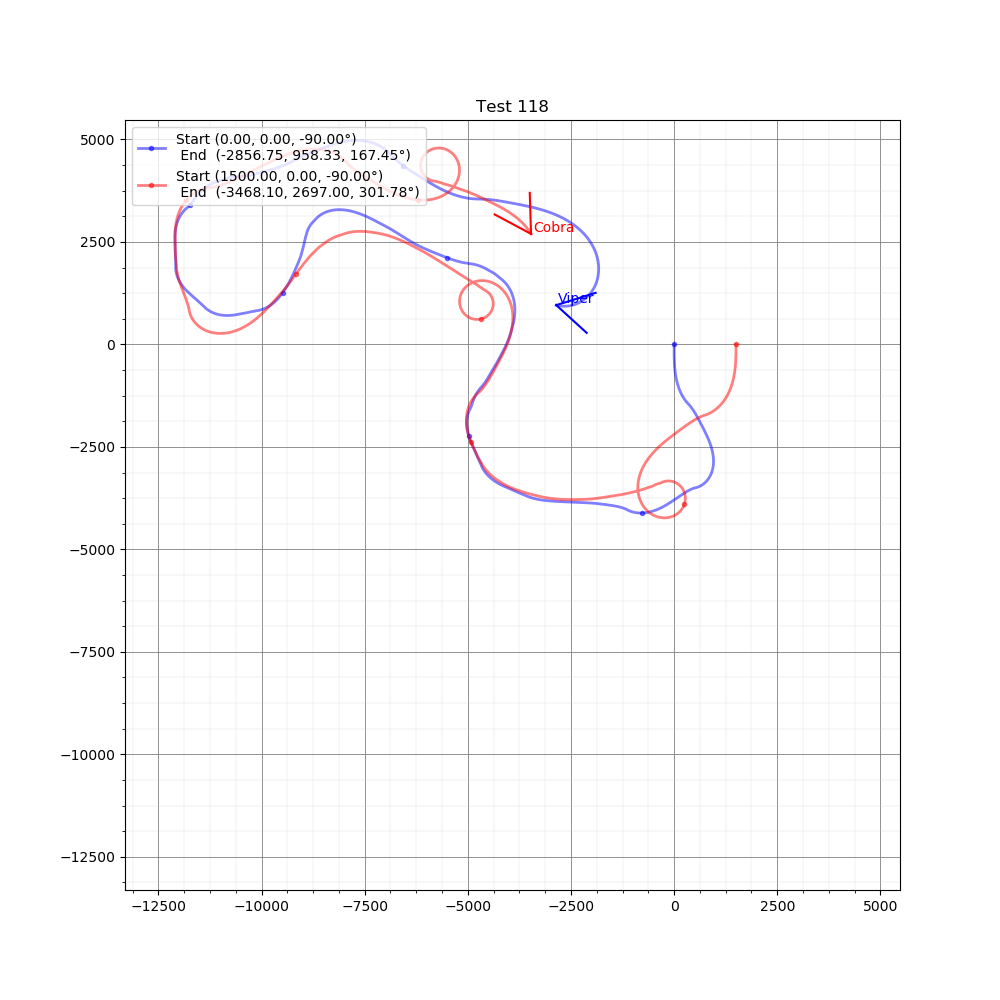 Test 118
Start (0.00, 0.00, -90.00°)
End (-2856.75, 958.33, 167.45°)
Start (1500.00, 0.00, -90.00°)
End (-3468.10, 2697.00, 301.78°)
Cobra
Viper
5000
2500
0
−2500
−5000
−7500
−10000
−12500
−12500 −10000 −7500 −5000 −2500 0 2500 5000